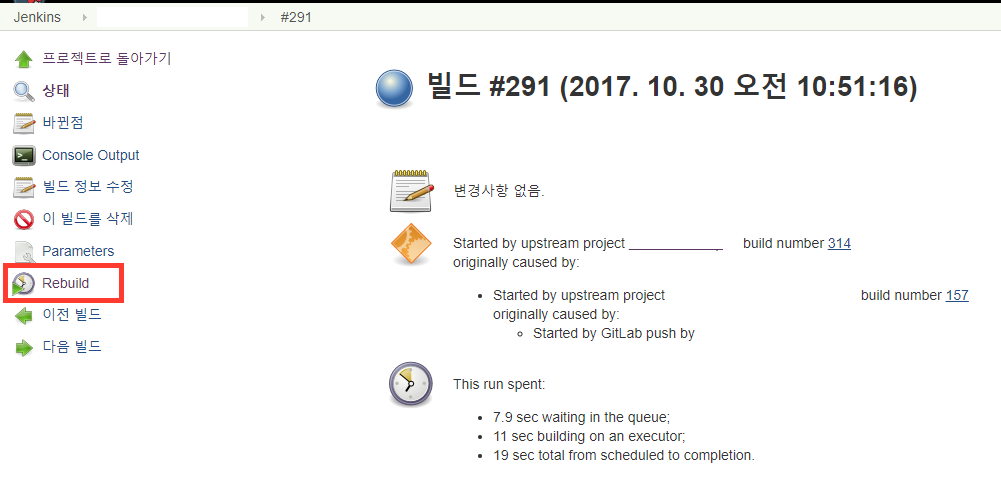 Jenkins #291
프로젝트로 돌아가기
상태
바뀐점
Console Output
빌드 정보 수정
이 빌드를 삭제
Parameters
Rebuild
이전 빌드
다음 빌드
빌드 #291 (2017. 10. 30 오전 10:51:16)
변경사항 없음.
Started by upstream project build number 314
originally caused by:
Started by upstream project build number 157
originally caused by:
Started by GitLab push by
This run spent:
7.9 sec waiting in the queue;
11 sec building on an executor;
19 sec total from scheduled to completion.